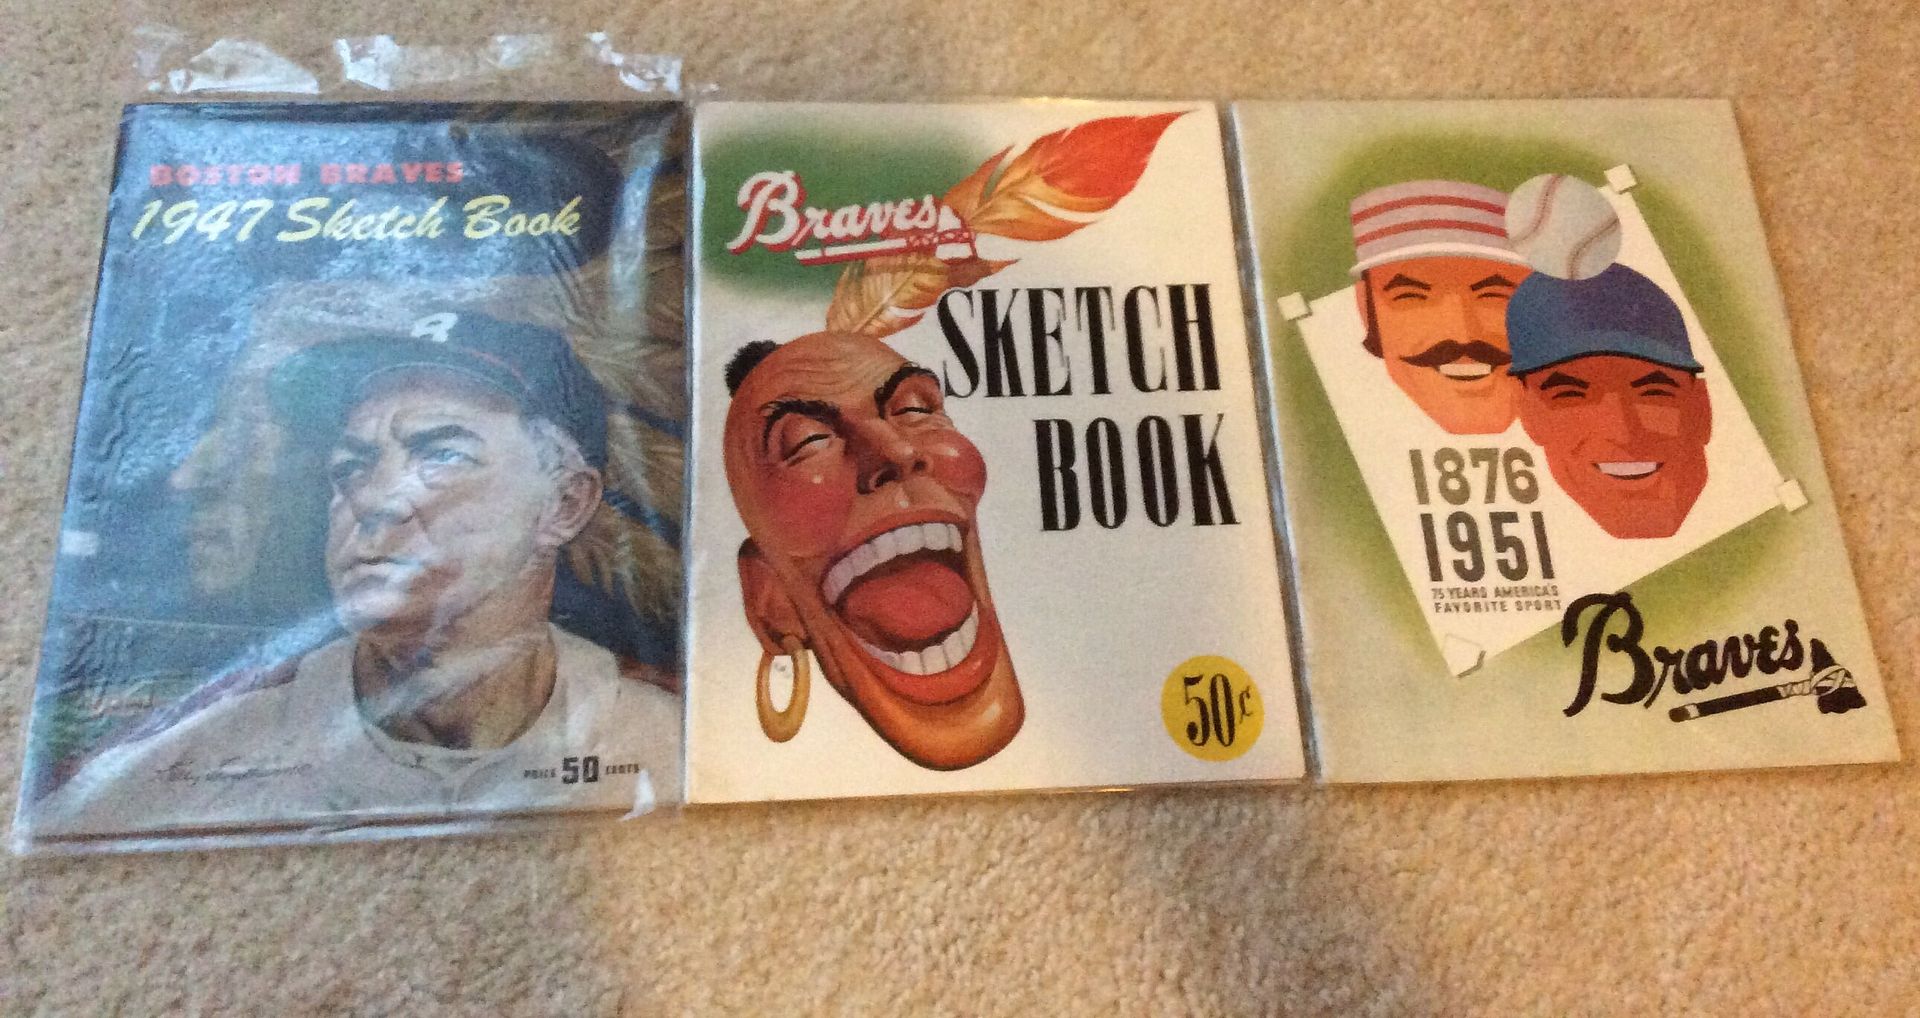 BOSTON BRAVES
1947 Sketch Book
PRICE 50 CENTS
Braves
SKETCH
BOOK
50¢
1876
1951
75 YEARS AMERICA'S
FAVORITE SPORT
Braves